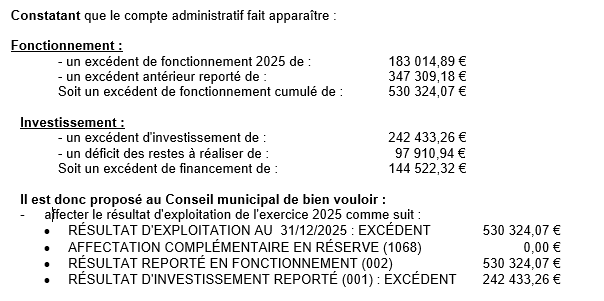 Constatant que le compte administratif fait apparaître :
Fonctionnement :
- un excédent de fonctionnement 2025 de : 183 014,89 €
- un excédent antérieur reporté de : 347 309,18 €
Soit un excédent de fonctionnement cumulé de : 530 324,07 €
Investissement :
- un excédent d'investissement de : 242 433,26 €
- un déficit des restes à réaliser de : 97 910,94 €
Soit un excédent de financement de : 144 522,32 €
Il est donc proposé au Conseil municipal de bien vouloir :
- affecter le résultat d'exploitation de l'exercice 2025 comme suit :
• RÉSULTAT D'EXPLOITATION AU 31/12/2025 : EXCÉDENT 530 324,07 €
• AFFECTATION COMPLÉMENTAIRE EN RÉSERVE (1068) 0,00 €
• RÉSULTAT REPORTÉ EN FONCTIONNEMENT (002) 530 324,07 €
• RÉSULTAT D'INVESTISSEMENT REPORTÉ (001) : EXCÉDENT 242 433,26 €